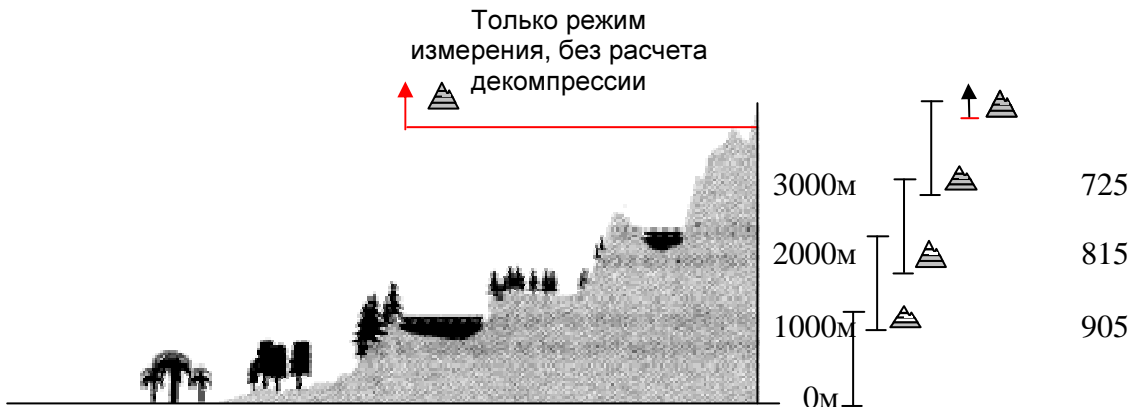 Только режим
измерения, без расчета
декомпрессии
3000м 725
2000м 815
1000м 905
0м